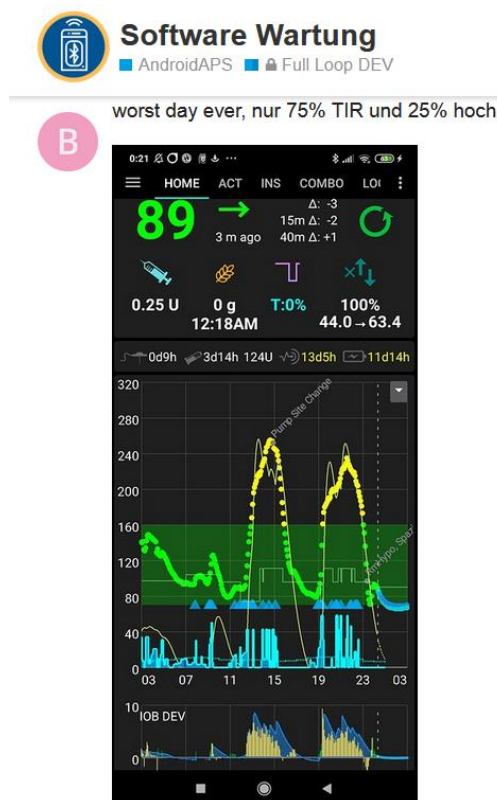 Software Wartung
AndroidAPS Full Loop DEV
B
worst day ever, nur 75% TIR und 25% hoch
0:21
HOME ACT INS COMBO LO
89
3 m ago
Δ: -3
15m Δ: -2
40m Δ: +1
0.25 U 0 g T:0% 100%
12:18AM 44.0→63.4
0d9h 3d14h 124U 13d5h 11d14h
320
280
240
200
160
120
80
40
0
Pump Site Change
03 07 11 15 19 23 03
10 IOB DEV
0